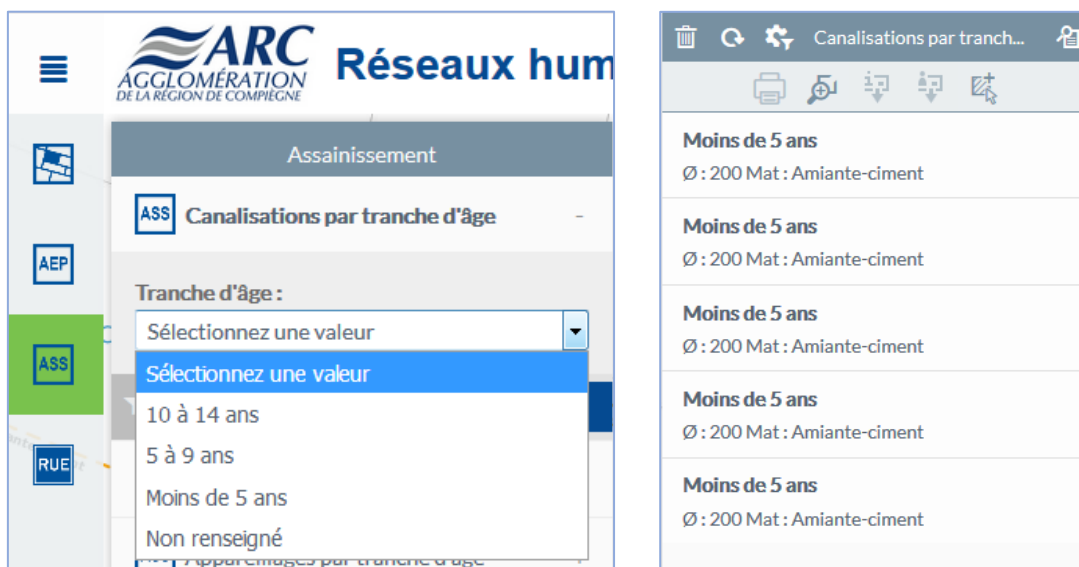 ARC
AGGLOMÉRATION
DE LA RÉGION DE COMPIÈGNE
Réseaux hum
Assainissement
ASS Canalisations par tranche d'âge -
AEP
Tranche d'âge :
Sélectionnez une valeur
ASS
Sélectionnez une valeur
10 à 14 ans
5 à 9 ans
RUE
Moins de 5 ans
Non renseigné
Appareillages par tranche d'âge
Canalisations par tranch...
Moins de 5 ans
Ø : 200 Mat : Amiante-ciment
Moins de 5 ans
Ø : 200 Mat : Amiante-ciment
Moins de 5 ans
Ø : 200 Mat : Amiante-ciment
Moins de 5 ans
Ø : 200 Mat : Amiante-ciment
Moins de 5 ans
Ø : 200 Mat : Amiante-ciment